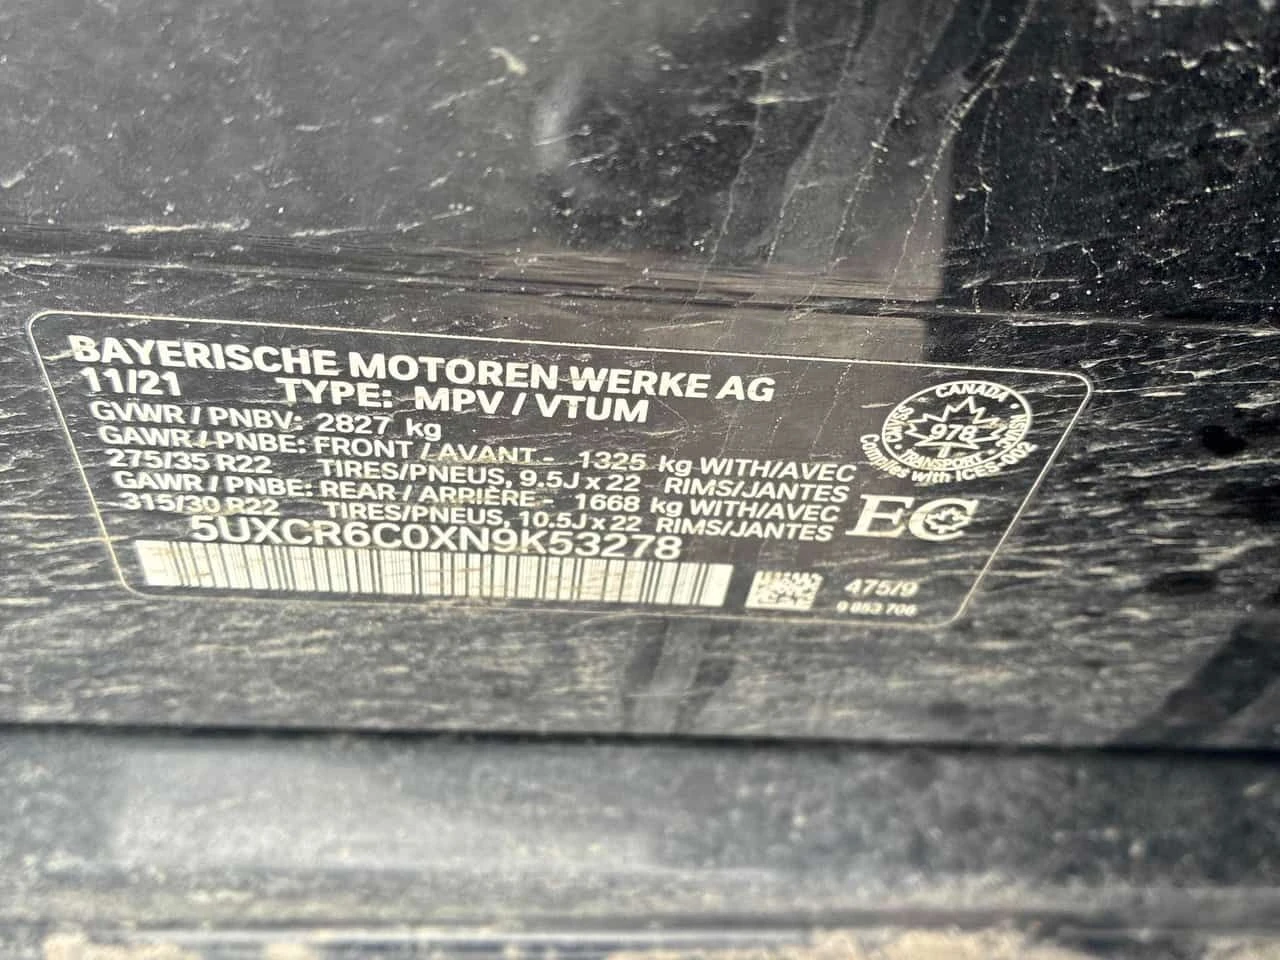 BAYERISCHE MOTOREN WERKE AG
11/21 TYPE: MPV / VTUM
GVWR / PNBV: 2827 kg
GAWR / PNBE: FRONT / AVANT - 1325 kg WITH/AVEC
275/35 R22 TIRES/PNEUS, 9.5J x 22 RIMS/JANTES
GAWR / PNBE: REAR / ARRIÈRE - 1668 kg WITH/AVEC
315/30 R22 TIRES/PNEUS, 10.5J x 22 RIMS/JANTES
5UXCR6C0XN9K53278
CANADA
978
TRANSPORT
Complies with ICES-002
EC
475/9
9 853 706